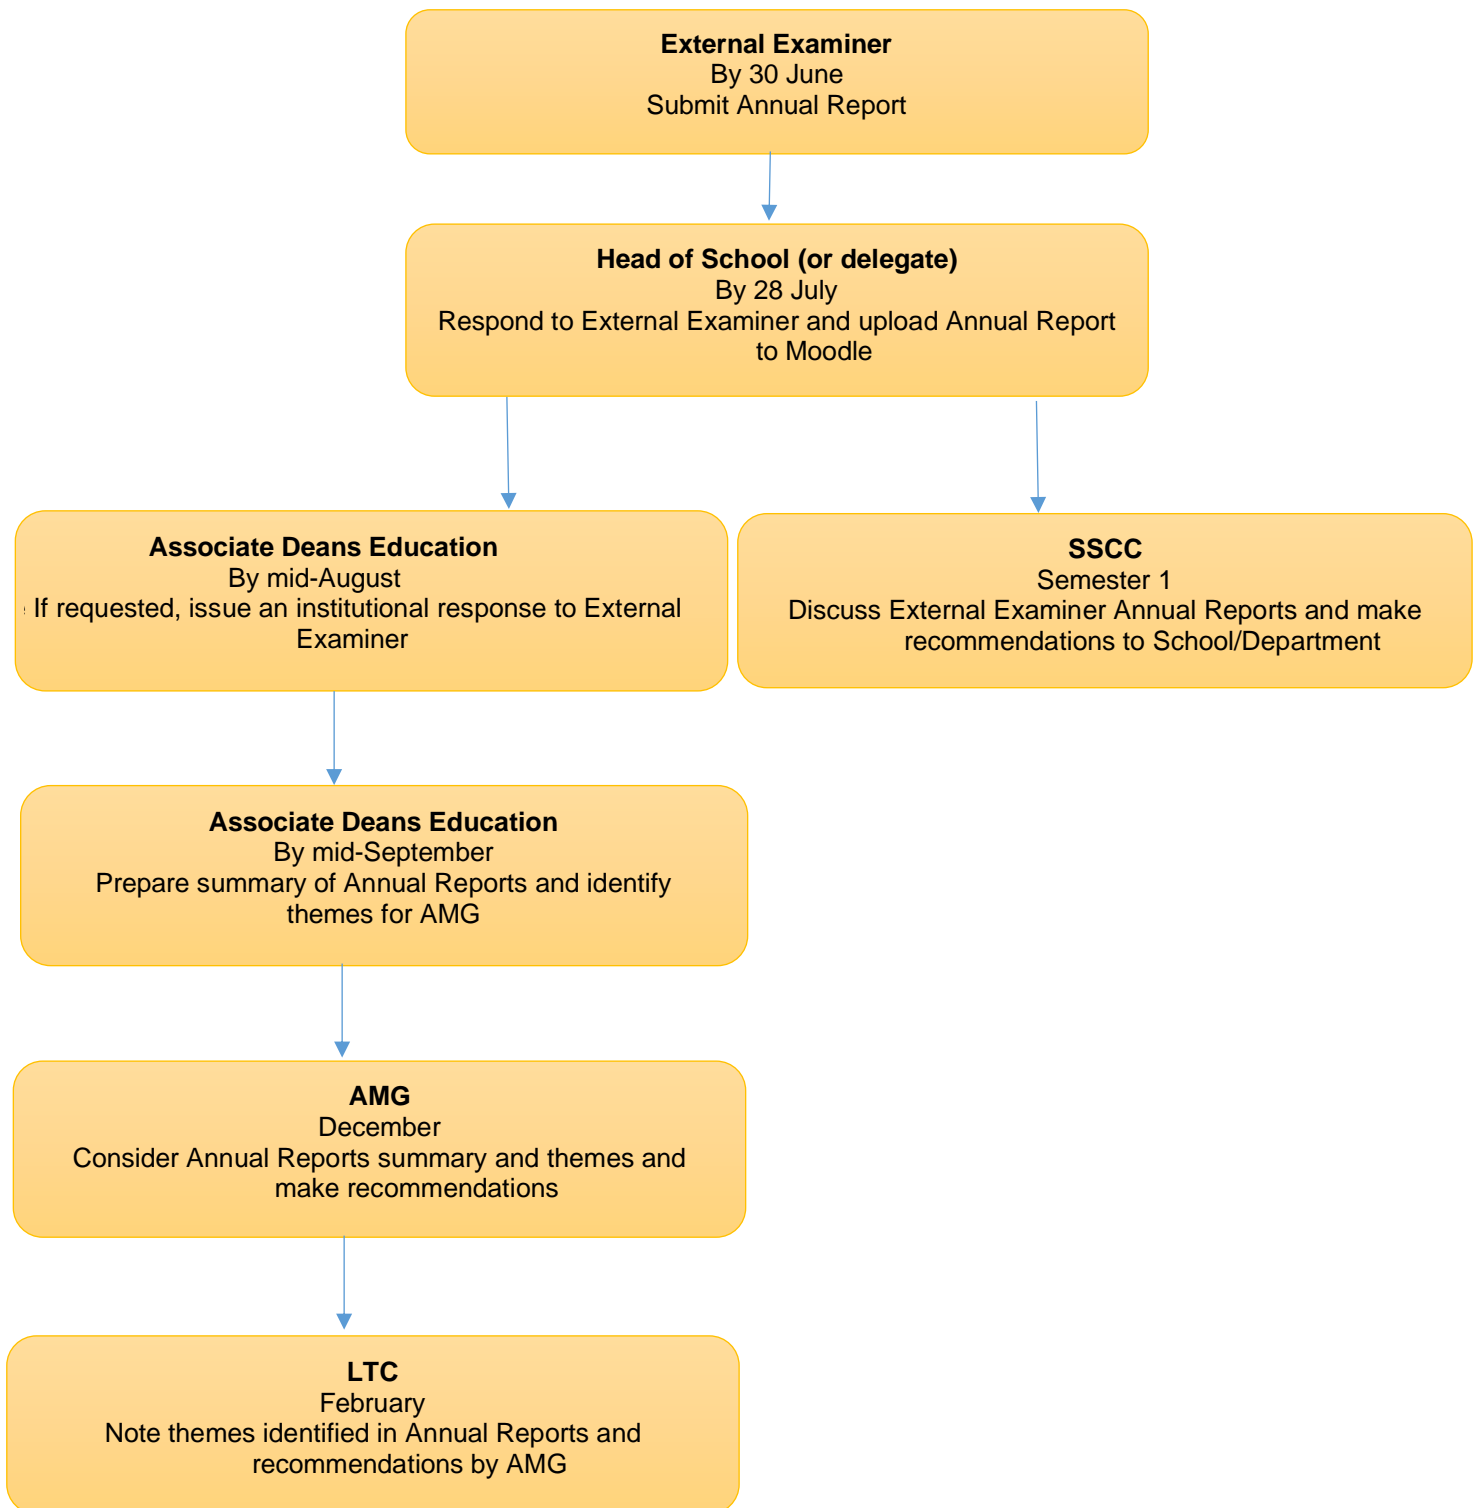 External Examiner
By 30 June
Submit Annual Report
Head of School (or delegate)
By 28 July
Respond to External Examiner and upload Annual Report
to Moodle
Associate Deans Education
By mid-August
If requested, issue an institutional response to External
Examiner
SSCC
Semester 1
Discuss External Examiner Annual Reports and make
recommendations to School/Department
Associate Deans Education
By mid-September
Prepare summary of Annual Reports and identify
themes for AMG
AMG
December
Consider Annual Reports summary and themes and
make recommendations
LTC
February
Note themes identified in Annual Reports and
recommendations by AMG